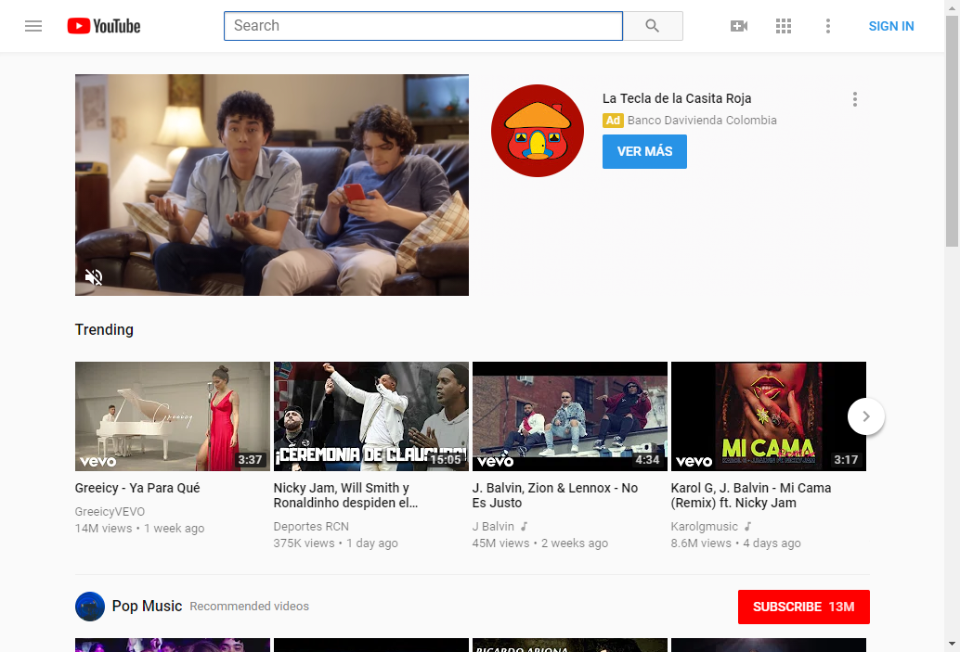 YouTube
Search
SIGN IN
La Tecla de la Casita Roja
Ad Banco Davivienda Colombia
VER MÁS
Trending
Greeicy
vevo
3:37
¡CEREMONIA DE CLAUSURA!
15:05
vevo
4:34
MI CAMA
vevo
3:17
Greeicy - Ya Para Qué
GreeicyVEVO
14M views • 1 week ago
Nicky Jam, Will Smith y
Ronaldinho despiden el...
Deportes RCN
375K views • 1 day ago
J. Balvin, Zion & Lennox - No
Es Justo
J Balvin
45M views • 2 weeks ago
Karol G, J. Balvin - Mi Cama
(Remix) ft. Nicky Jam
Karolgmusic
8.6M views • 4 days ago
Pop Music Recommended videos
SUBSCRIBE 13M
RICARDO ARJONA